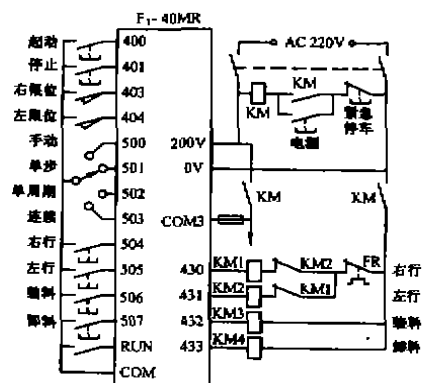 F₁-40MR
AC 220V
起动 400
停止 401
右限位 403
左限位 404
手动 500
单步 501
单周期 502
连续 503
右行 504
左行 505
装料 506
卸料 507
RUN
COM
200V
0V
COM3
430
431
432
433
KM
KM
电源
紧急
停车
KM
KM
KM1
KM2
FR
右行
KM2
KM1
左行
KM3
装料
KM4
卸料